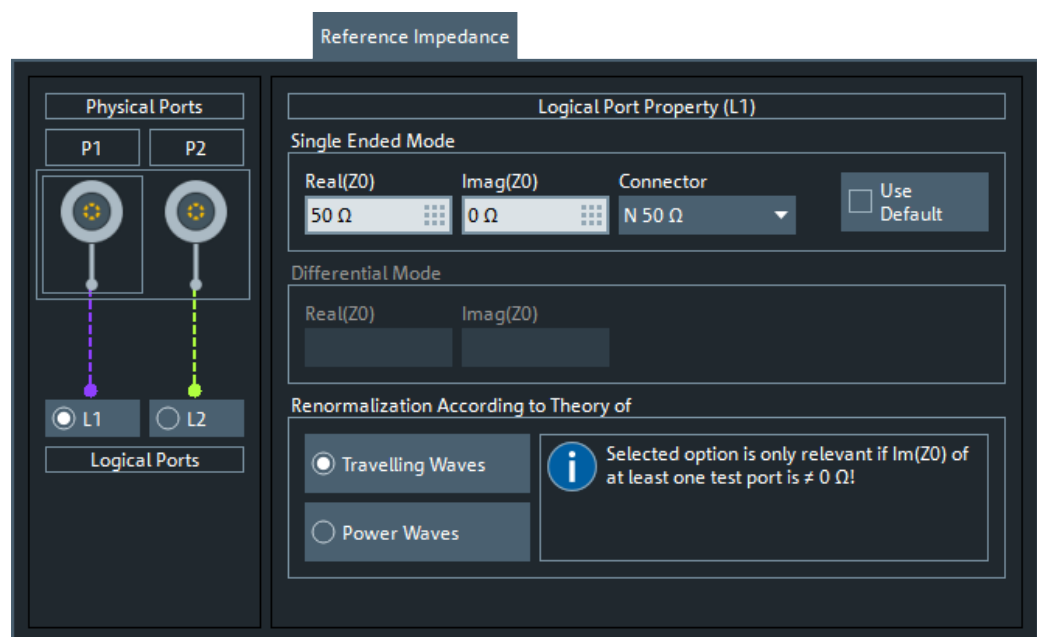 Reference Impedance
Physical Ports
P1
P2
L1
L2
Logical Ports
Logical Port Property (L1)
Single Ended Mode
Real(Z0)
Imag(Z0)
Connector
50 Ω
0 Ω
N 50 Ω
Use
Default
Differential Mode
Real(Z0)
Imag(Z0)
Renormalization According to Theory of
Travelling Waves
Power Waves
i
Selected option is only relevant if Im(Z0) of
at least one test port is ≠ 0 Ω!